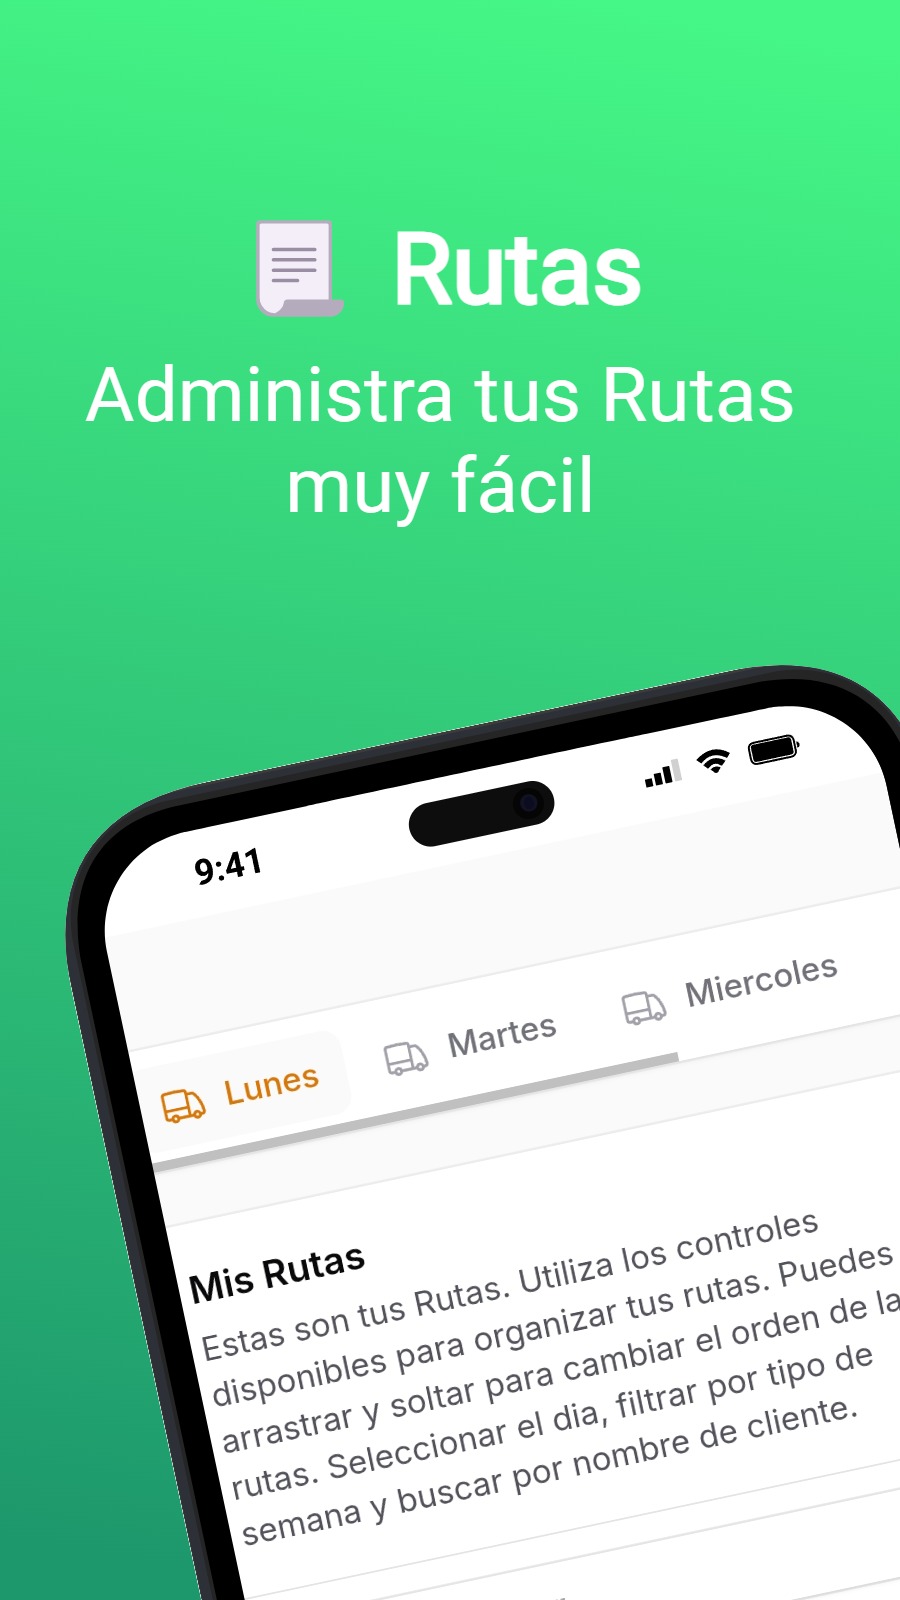 Rutas
Administra tus Rutas
muy fácil
9:41
Lunes
Martes
Miercoles
Mis Rutas
Estas son tus Rutas. Utiliza los controles
disponibles para organizar tus rutas. Puedes
arrastrar y soltar para cambiar el orden de la
rutas. Seleccionar el dia, filtrar por tipo de
semana y buscar por nombre de cliente.